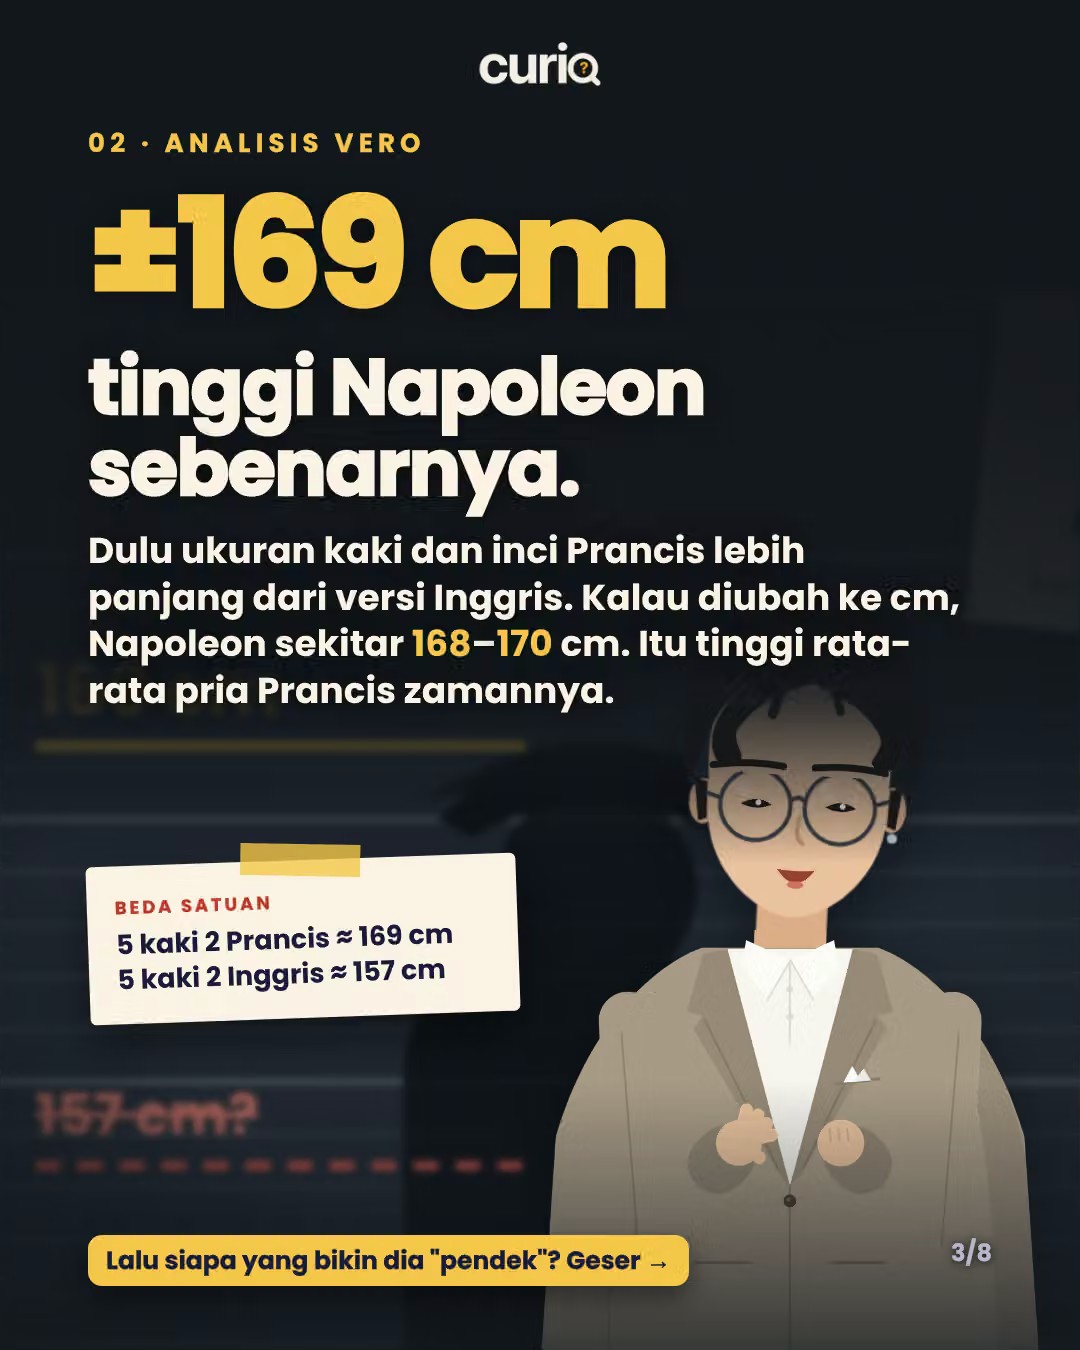 curio?
02 · ANALISIS VERO
±169 cm
tinggi Napoleon
sebenarnya.
Dulu ukuran kaki dan inci Prancis lebih
panjang dari versi Inggris. Kalau diubah ke cm,
Napoleon sekitar 168–170 cm. Itu tinggi rata-
rata pria Prancis zamannya.
BEDA SATUAN
5 kaki 2 Prancis ≈ 169 cm
5 kaki 2 Inggris ≈ 157 cm
157 cm?
Lalu siapa yang bikin dia "pendek"? Geser →
3/8